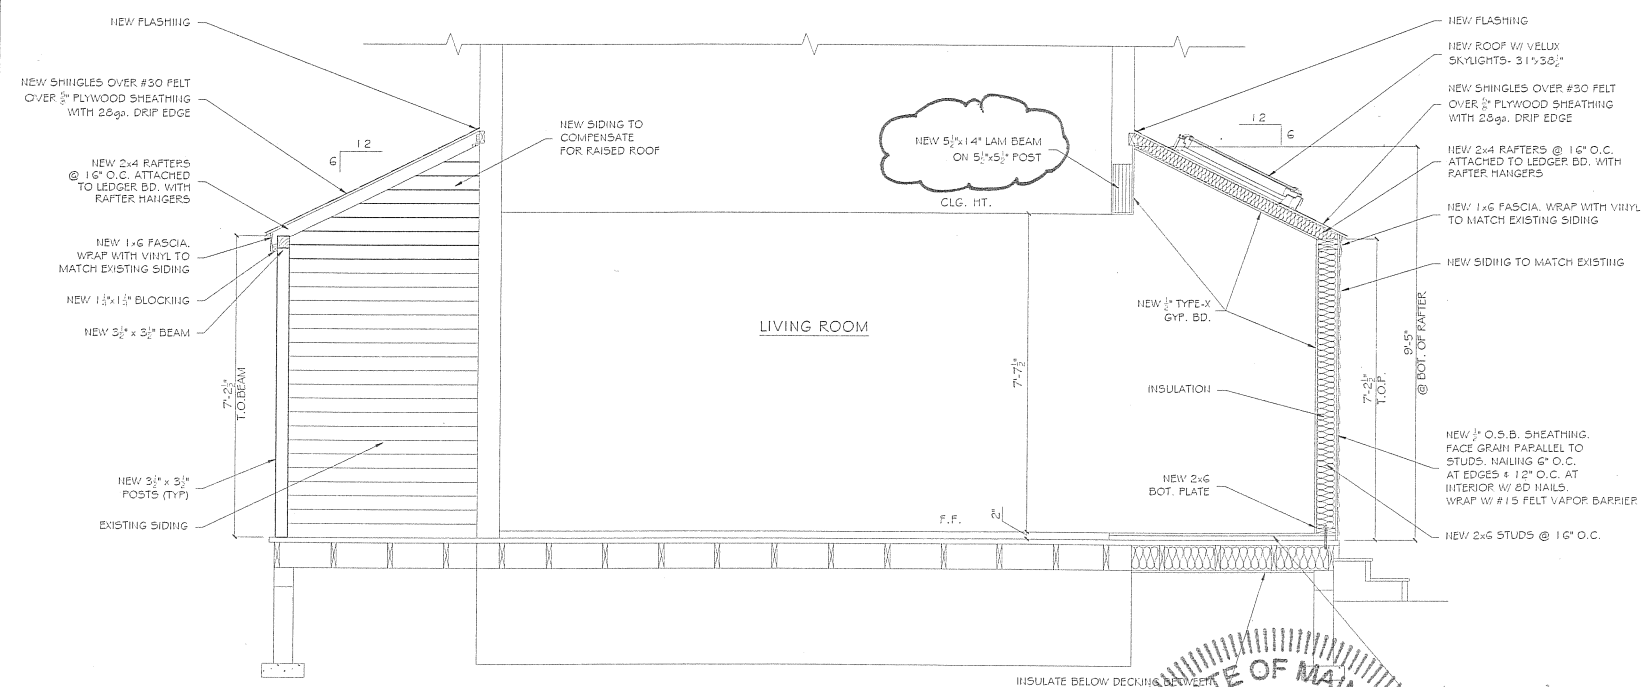 NEW FLASHING
NEW SHINGLES OVER #30 FELT
OVER 5/8" PLYWOOD SHEATHING
WITH 28ga. DRIP EDGE
12
6
NEW 2x4 RAFTERS
@ 16" O.C. ATTACHED
TO LEDGER BD. WITH
RAFTER HANGERS
NEW 1x6 FASCIA.
WRAP WITH VINYL TO
MATCH EXISTING SIDING
NEW 1½"x1½" BLOCKING
NEW 3½" x 3½" BEAM
7'-2½"
T.O.BEAM
NEW 3½" x 3½"
POSTS (TYP)
EXISTING SIDING
NEW SIDING TO
COMPENSATE
FOR RAISED ROOF
NEW 5½"x14" LAM BEAM
ON 5½"x5½" POST
CLG. HT.
LIVING ROOM
7'-7½"
F.F.
2"
NEW ½" TYPE-X
GYP. BD.
INSULATION
NEW 2x6
BOT. PLATE
12
6
7'-2½"
T.O.P.
9'-5"
@ BOT. OF RAFTER
NEW FLASHING
NEW ROOF W/ VELUX
SKYLIGHTS- 31"x38½"
NEW SHINGLES OVER #30 FELT
OVER PLYWOOD SHEATHING
WITH 28ga. DRIP EDGE
NEW 2x4 RAFTERS @ 16" O.C.
ATTACHED TO LEDGER BD. WITH
RAFTER HANGERS
NEW 1x6 FASCIA. WRAP WITH VINYL
TO MATCH EXISTING SIDING
NEW SIDING TO MATCH EXISTING
NEW ½" O.S.B. SHEATHING.
FACE GRAIN PARALLEL TO
STUDS. NAILING 6" O.C.
AT EDGES & 12" O.C. AT
INTERIOR W/ 8D NAILS.
WRAP W/ #15 FELT VAPOR BARRIER
NEW 2x6 STUDS @ 16" O.C.
INSULATE BELOW DECKING BETWEEN
OF